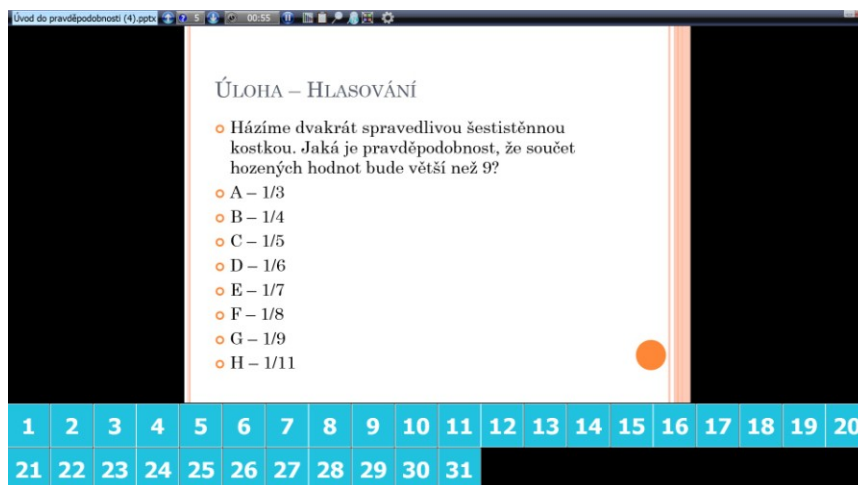 Úvod do pravděpodobnosti (4).pptx 5 00:55
Úloha – Hlasování
Házíme dvakrát spravedlivou šestistěnnou
kostkou. Jaká je pravděpodobnost, že součet
hozených hodnot bude větší než 9?
A – 1/3
B – 1/4
C – 1/5
D – 1/6
E – 1/7
F – 1/8
G – 1/9
H – 1/11
1 2 3 4 5 6 7 8 9 10 11 12 13 14 15 16 17 18 19 20
21 22 23 24 25 26 27 28 29 30 31